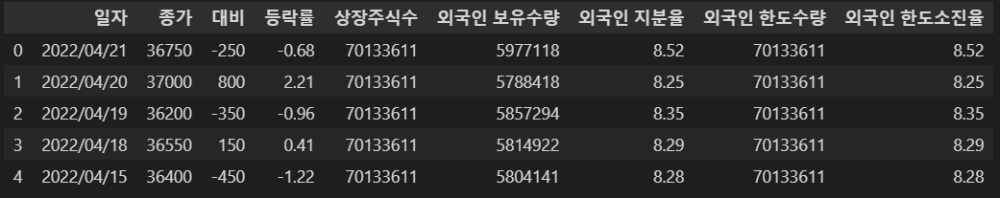 일자 종가 대비 등락률 상장주식수 외국인 보유수량 외국인 지분율 외국인 한도수량 외국인 한도소진율
0 2022/04/21 36750 -250 -0.68 70133611 5977118 8.52 70133611 8.52
1 2022/04/20 37000 800 2.21 70133611 5788418 8.25 70133611 8.25
2 2022/04/19 36200 -350 -0.96 70133611 5857294 8.35 70133611 8.35
3 2022/04/18 36550 150 0.41 70133611 5814922 8.29 70133611 8.29
4 2022/04/15 36400 -450 -1.22 70133611 5804141 8.28 70133611 8.28